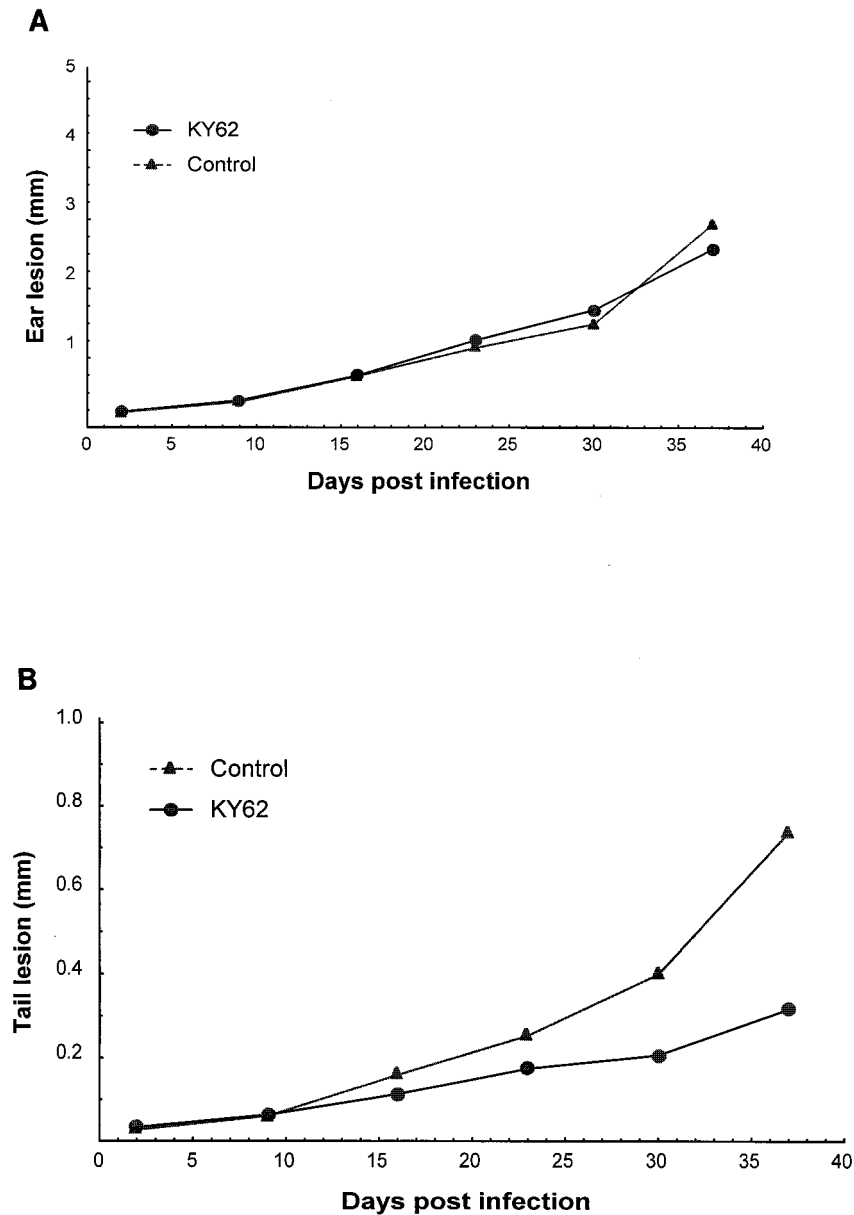 A
5
KY62
4
Control
3
2
1
Ear lesion (mm)
0 5 10 15 20 25 30 35 40
Days post infection
B
1.0
Control
0.8
KY62
0.6
0.4
0.2
Tail lesion (mm)
0 5 10 15 20 25 30 35 40
Days post infection